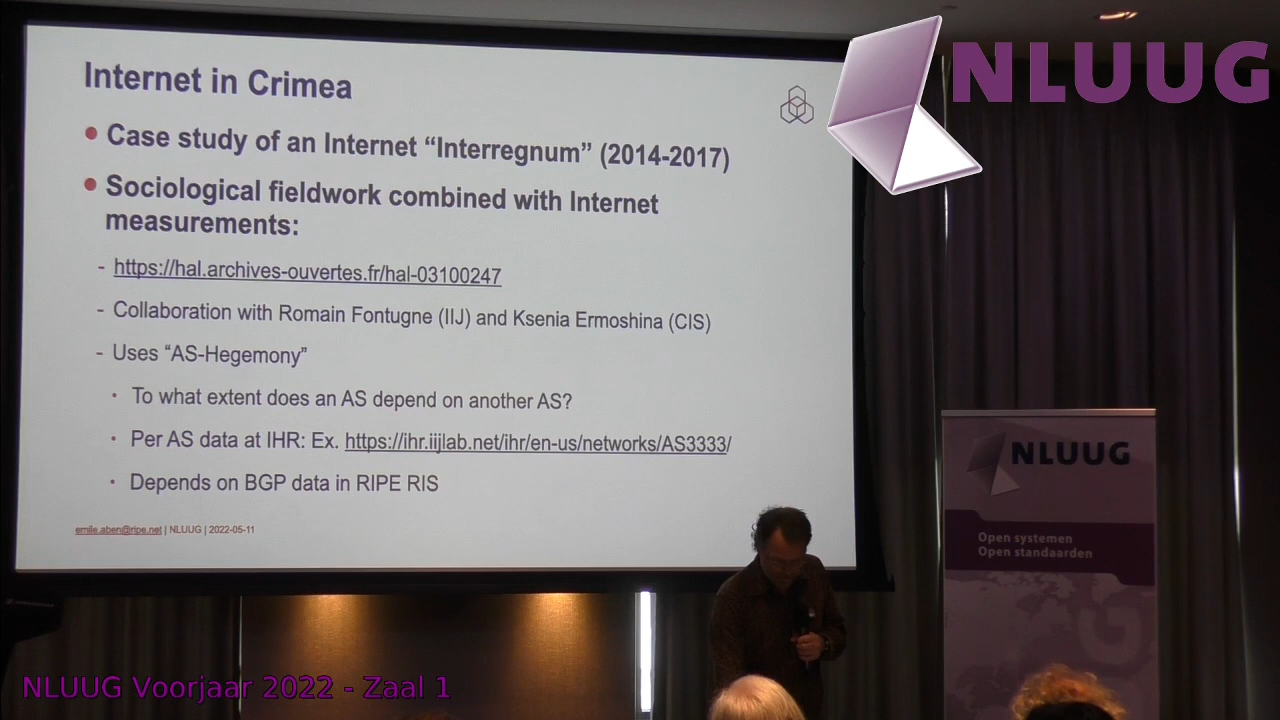 Internet in Crimea
• Case study of an Internet “Interregnum” (2014-2017)
• Sociological fieldwork combined with Internet
measurements:
- https://hal.archives-ouvertes.fr/hal-03100247
- Collaboration with Romain Fontugne (IIJ) and Ksenia Ermoshina (CIS)
- Uses “AS-Hegemony”
• To what extent does an AS depend on another AS?
• Per AS data at IHR: Ex. https://ihr.iijlab.net/ihr/en-us/networks/AS3333/
• Depends on BGP data in RIPE RIS
emile.aben@ripe.net | NLUUG | 2022-05-11
NLUUG
NLUUG
Open systemen
Open standaarden
G
NLUUG Voorjaar 2022 - Zaal 1